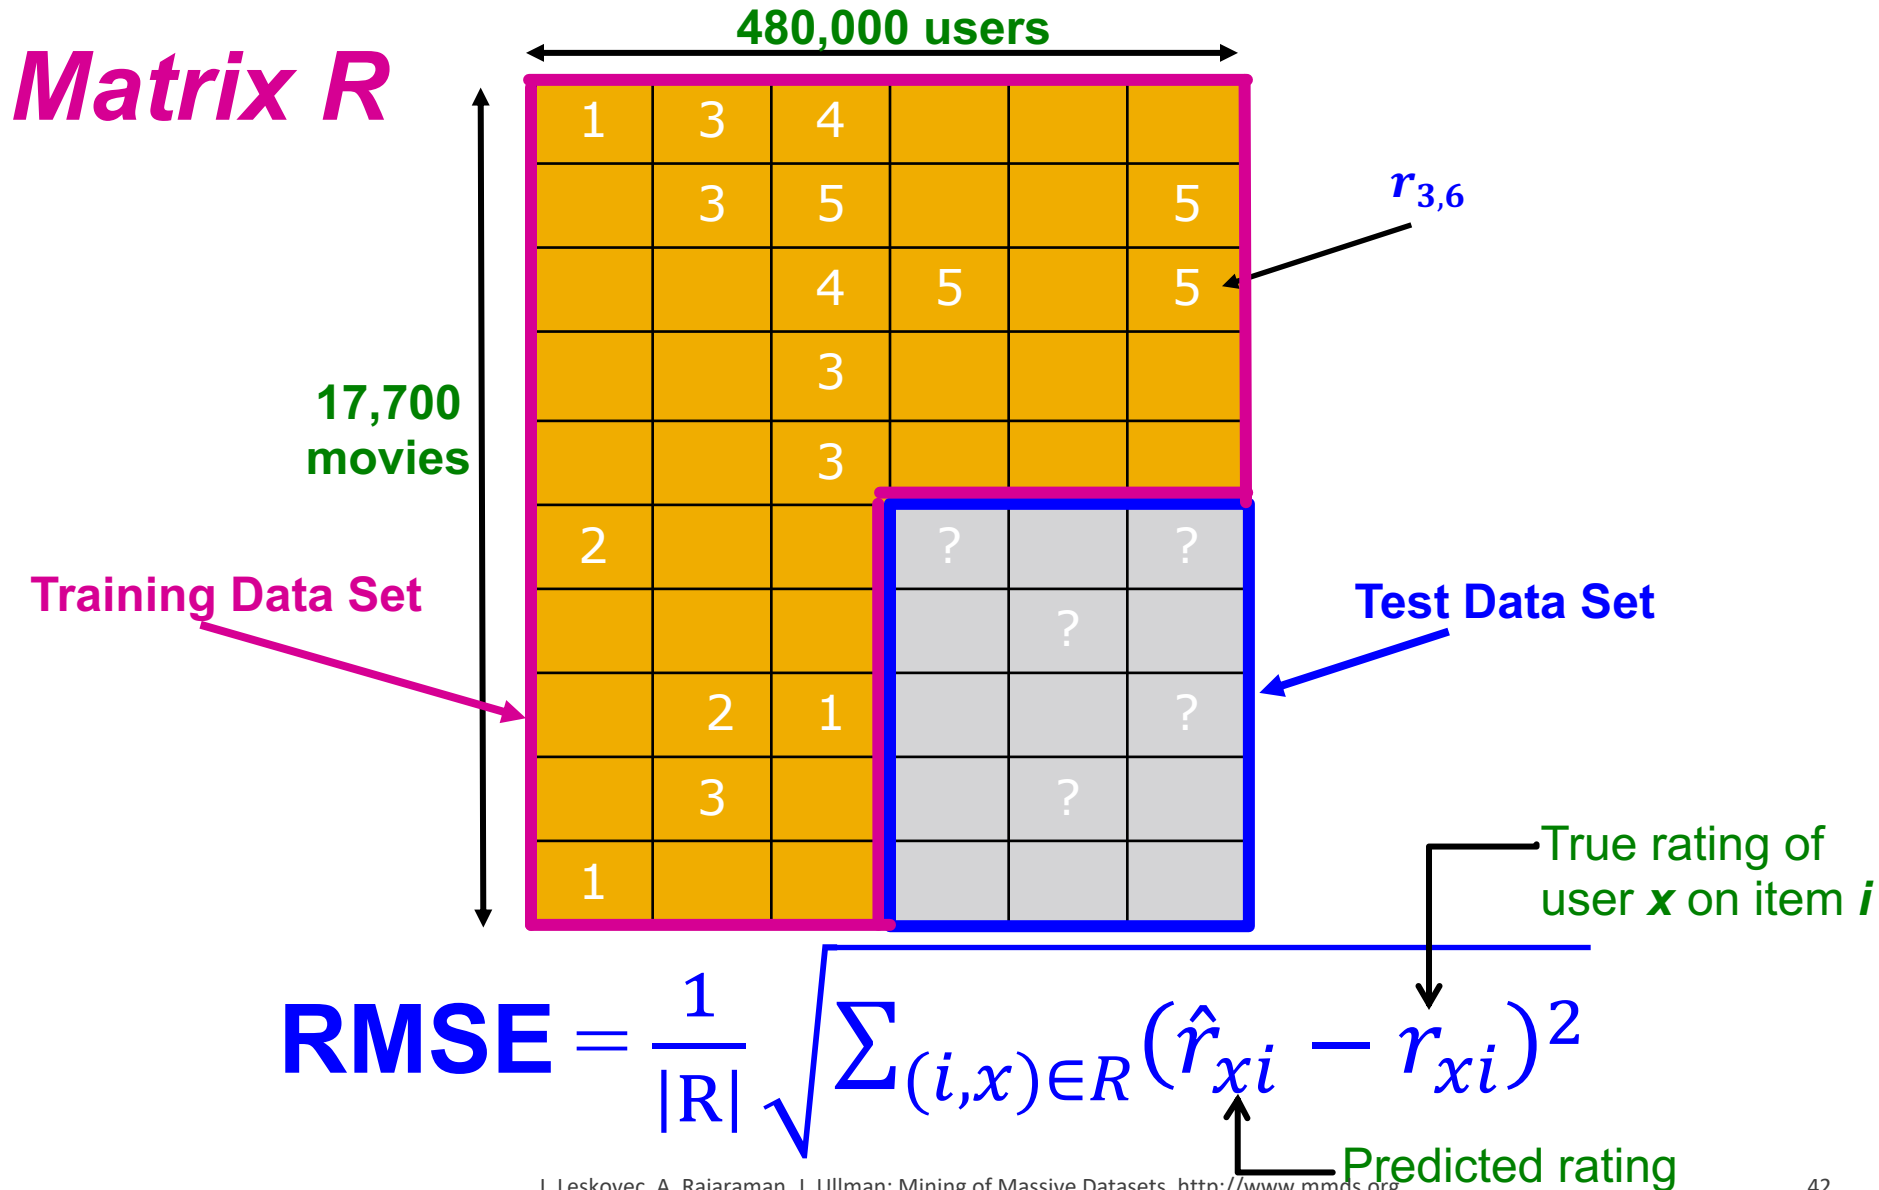 480,000 users
Matrix R
1 3 4
3 5 5
r3,6
4 5 5
3
17,700
movies
3
2 ? ?
Training Data Set
Test Data Set
?
2 1 ?
3 ?
True rating of
user x on item i
1
RMSE = 1/|R| √∑(i,x)∈R(r̂xi − rxi)²
Predicted rating
J. Leskovec, A. Rajaraman, J. Ullman: Mining of Massive Datasets, http://www.mmds.org
42